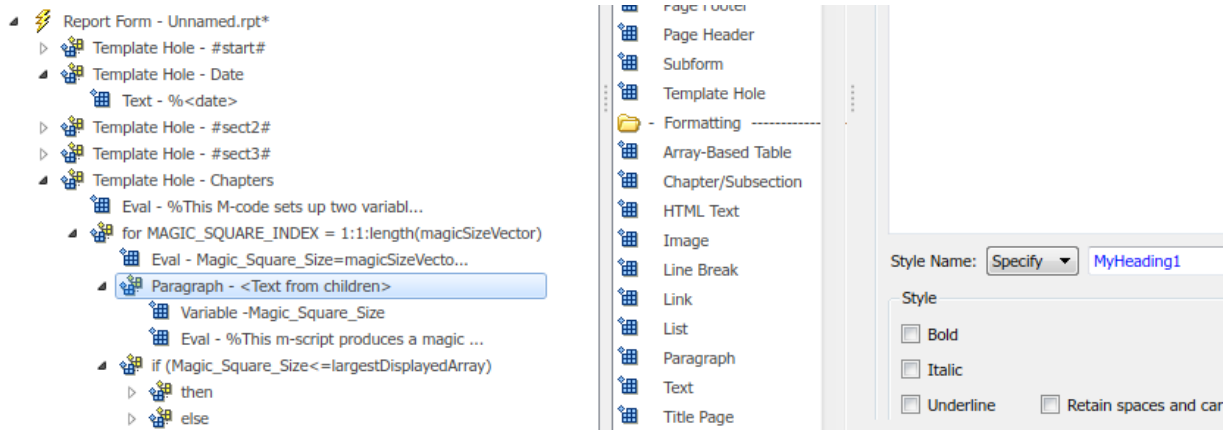 Report Form - Unnamed.rpt*
Template Hole - #start#
Template Hole - Date
Text - %<date>
Template Hole - #sect2#
Template Hole - #sect3#
Template Hole - Chapters
Eval - %This M-code sets up two variabl...
for MAGIC_SQUARE_INDEX = 1:1:length(magicSizeVector)
Eval - Magic_Square_Size=magicSizeVecto...
Paragraph - <Text from children>
Variable -Magic_Square_Size
Eval - %This m-script produces a magic ...
if (Magic_Square_Size<=largestDisplayedArray)
then
else
Page Footer
Page Header
Subform
Template Hole
- Formatting ------------
Array-Based Table
Chapter/Subsection
HTML Text
Image
Line Break
Link
List
Paragraph
Text
Title Page
Style Name: Specify MyHeading1
Style
Bold
Italic
Underline Retain spaces and car